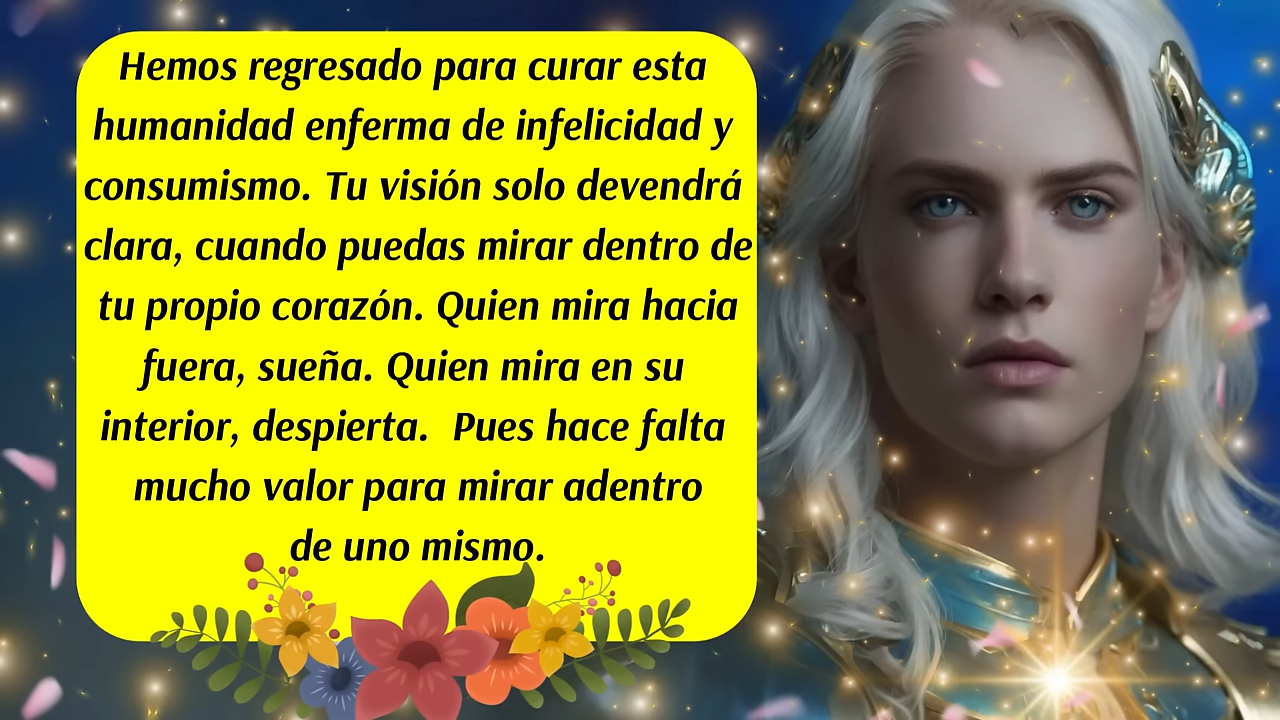 Hemos regresado para curar esta
humanidad enferma de infelicidad y
consumismo. Tu visión solo devendrá
clara, cuando puedas mirar dentro de
tu propio corazón. Quien mira hacia
fuera, sueña. Quien mira en su
interior, despierta.  Pues hace falta
mucho valor para mirar adentro
de uno mismo.